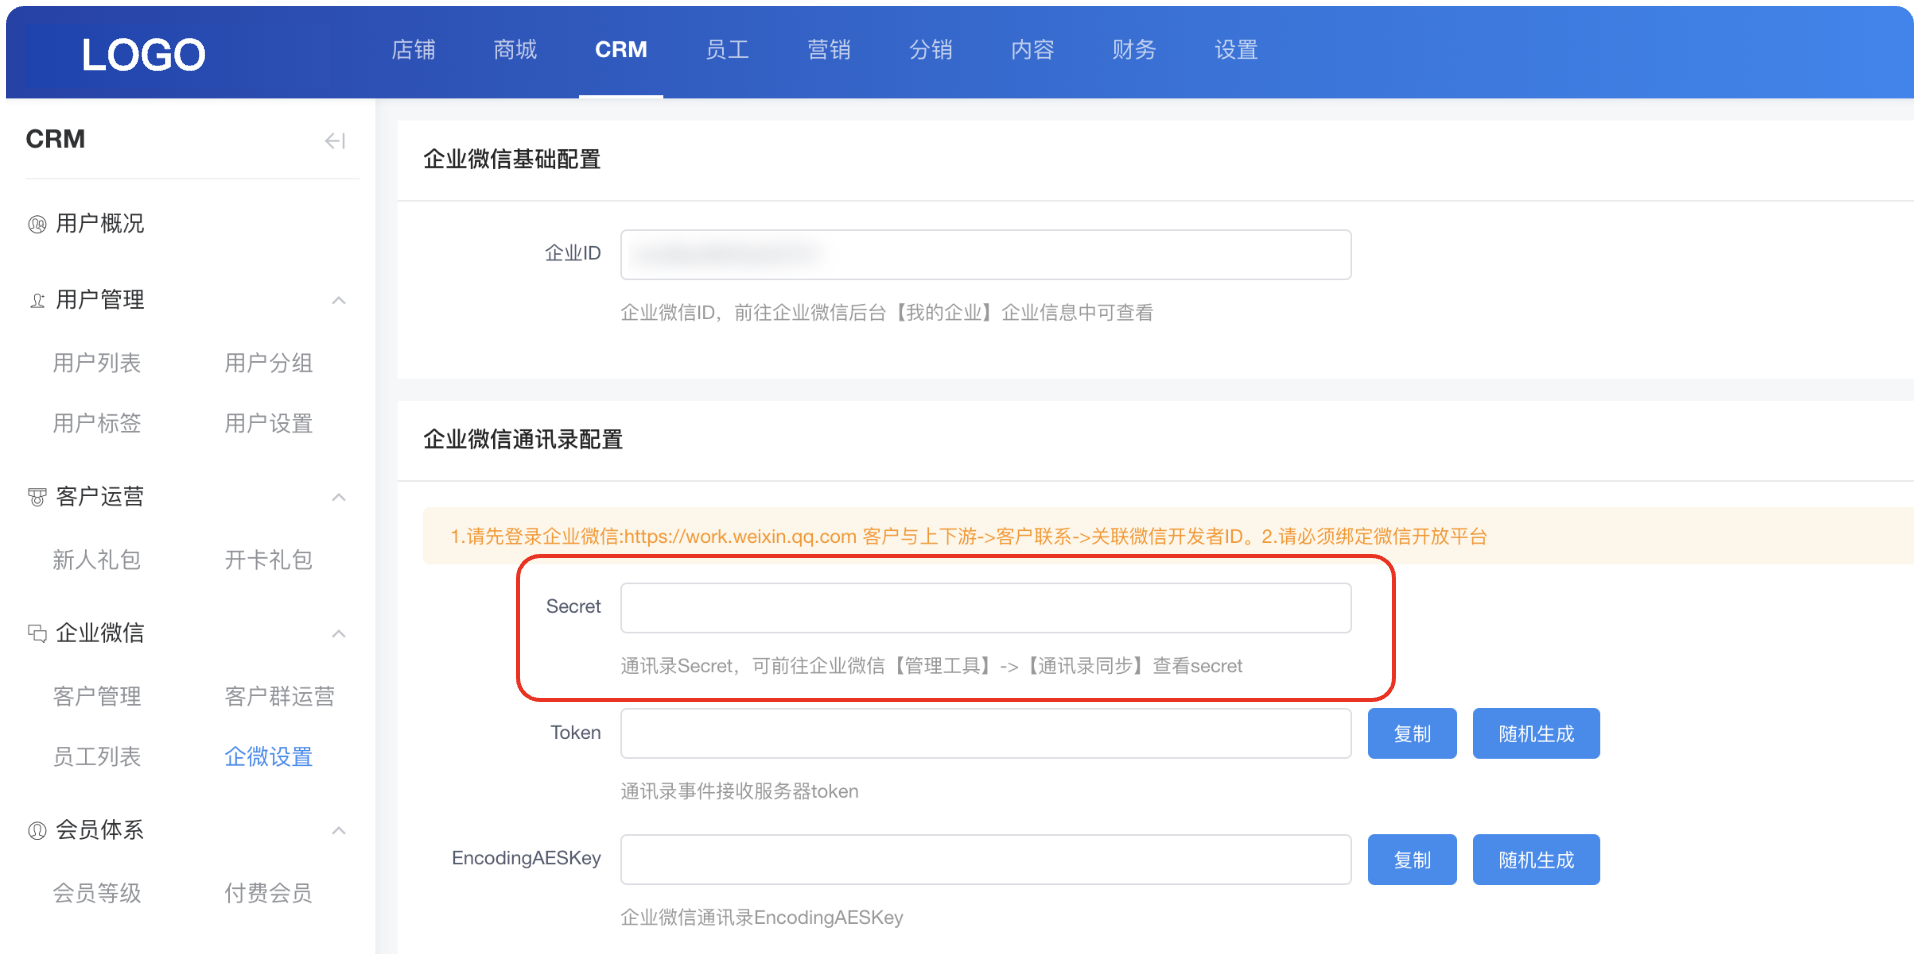 LOGO
店铺 商城 CRM 员工 营销 分销 内容 财务 设置
CRM
用户概况
用户管理
用户列表 用户分组
用户标签 用户设置
客户运营
新人礼包 开卡礼包
企业微信
客户管理 客户群运营
员工列表 企微设置
会员体系
会员等级 付费会员
企业微信基础配置
企业ID
企业微信ID，前往企业微信后台【我的企业】企业信息中可查看
企业微信通讯录配置
1.请先登录企业微信:https://work.weixin.qq.com 客户与上下游->客户联系->关联微信开发者ID。2.请必须绑定微信开放平台
Secret
通讯录Secret，可前往企业微信【管理工具】->【通讯录同步】查看secret
Token 复制 随机生成
通讯录事件接收服务器token
EncodingAESKey 复制 随机生成
企业微信通讯录EncodingAESKey